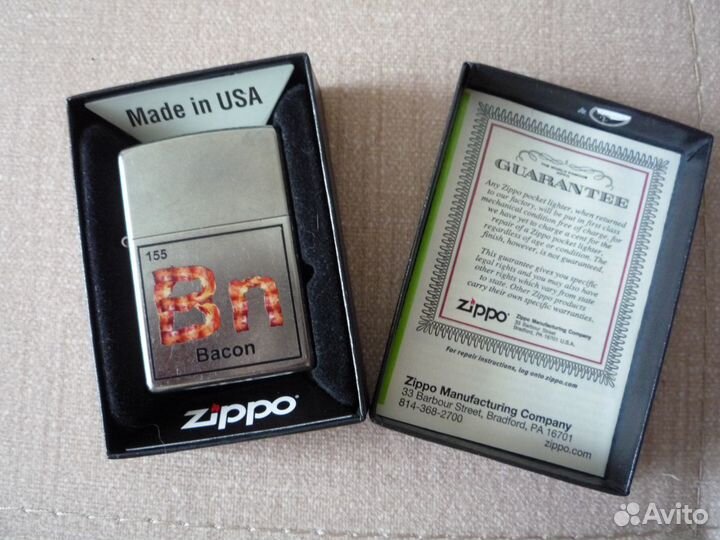 Made in USA
155
Bn
Bacon
zippo
GUARANTEE
Any Zippo pocket lighter, when returned
to our factory, will be put in first class
mechanical condition free of charge, for
we have yet to charge a cent for the
repair of a Zippo pocket lighter
regardless of age or condition. The
finish, however, is not guaranteed.
This guarantee gives you specific
legal rights and you may also have
other rights which vary from state
to state. Other Zippo products
carry their own specific warranties.
zippo
Zippo Manufacturing Company
33 Barbour Street
Bradford, PA 16701 U.S.A.
For repair instructions, log onto zippo.com
Zippo Manufacturing Company
33 Barbour Street, Bradford, PA 16701
814-368-2700
zippo.com
Avito